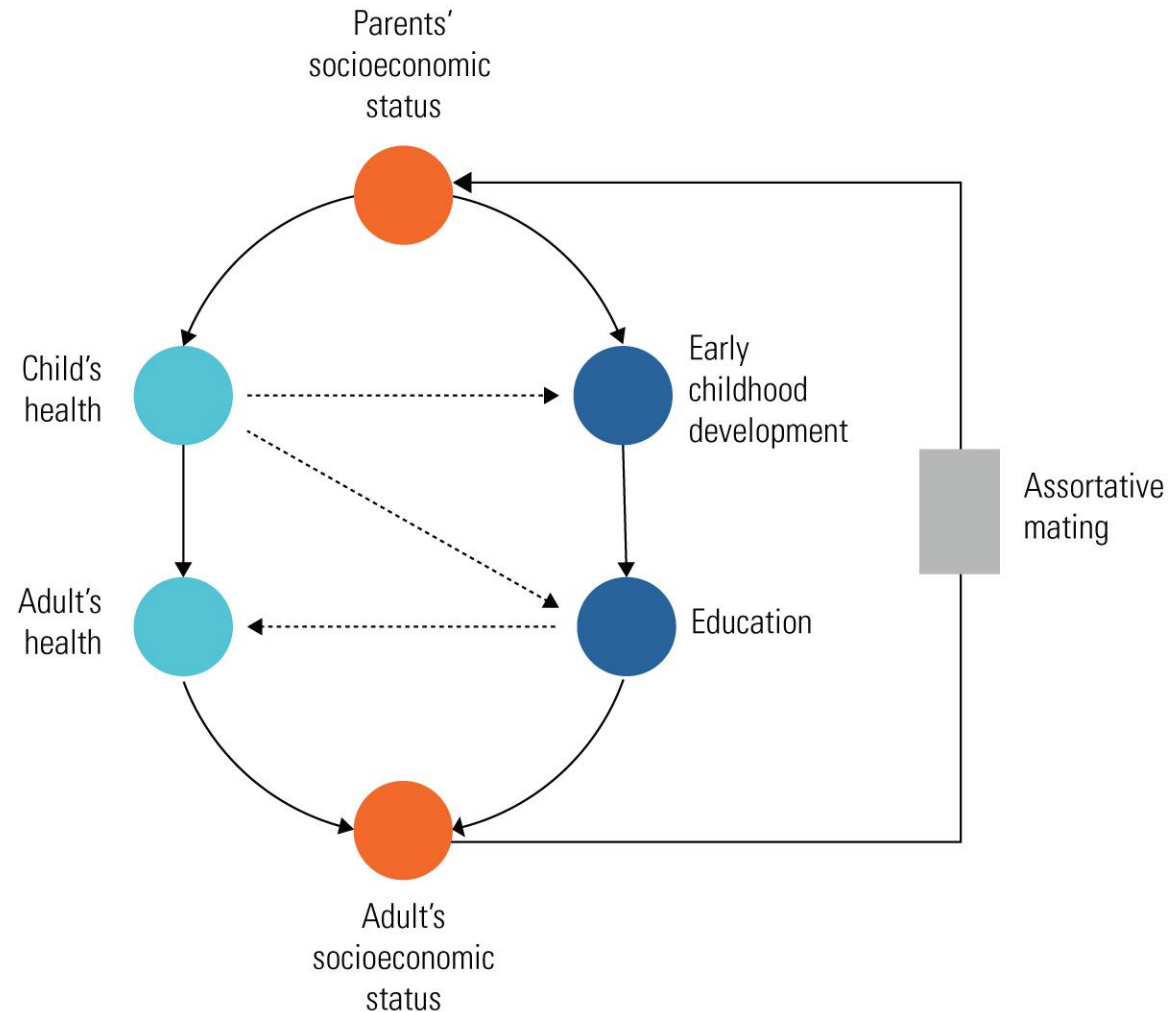 Parents’
socioeconomic
status
Child’s
health
Early
childhood
development
Assortative
mating
Adult’s
health
Education
Adult’s
socioeconomic
status